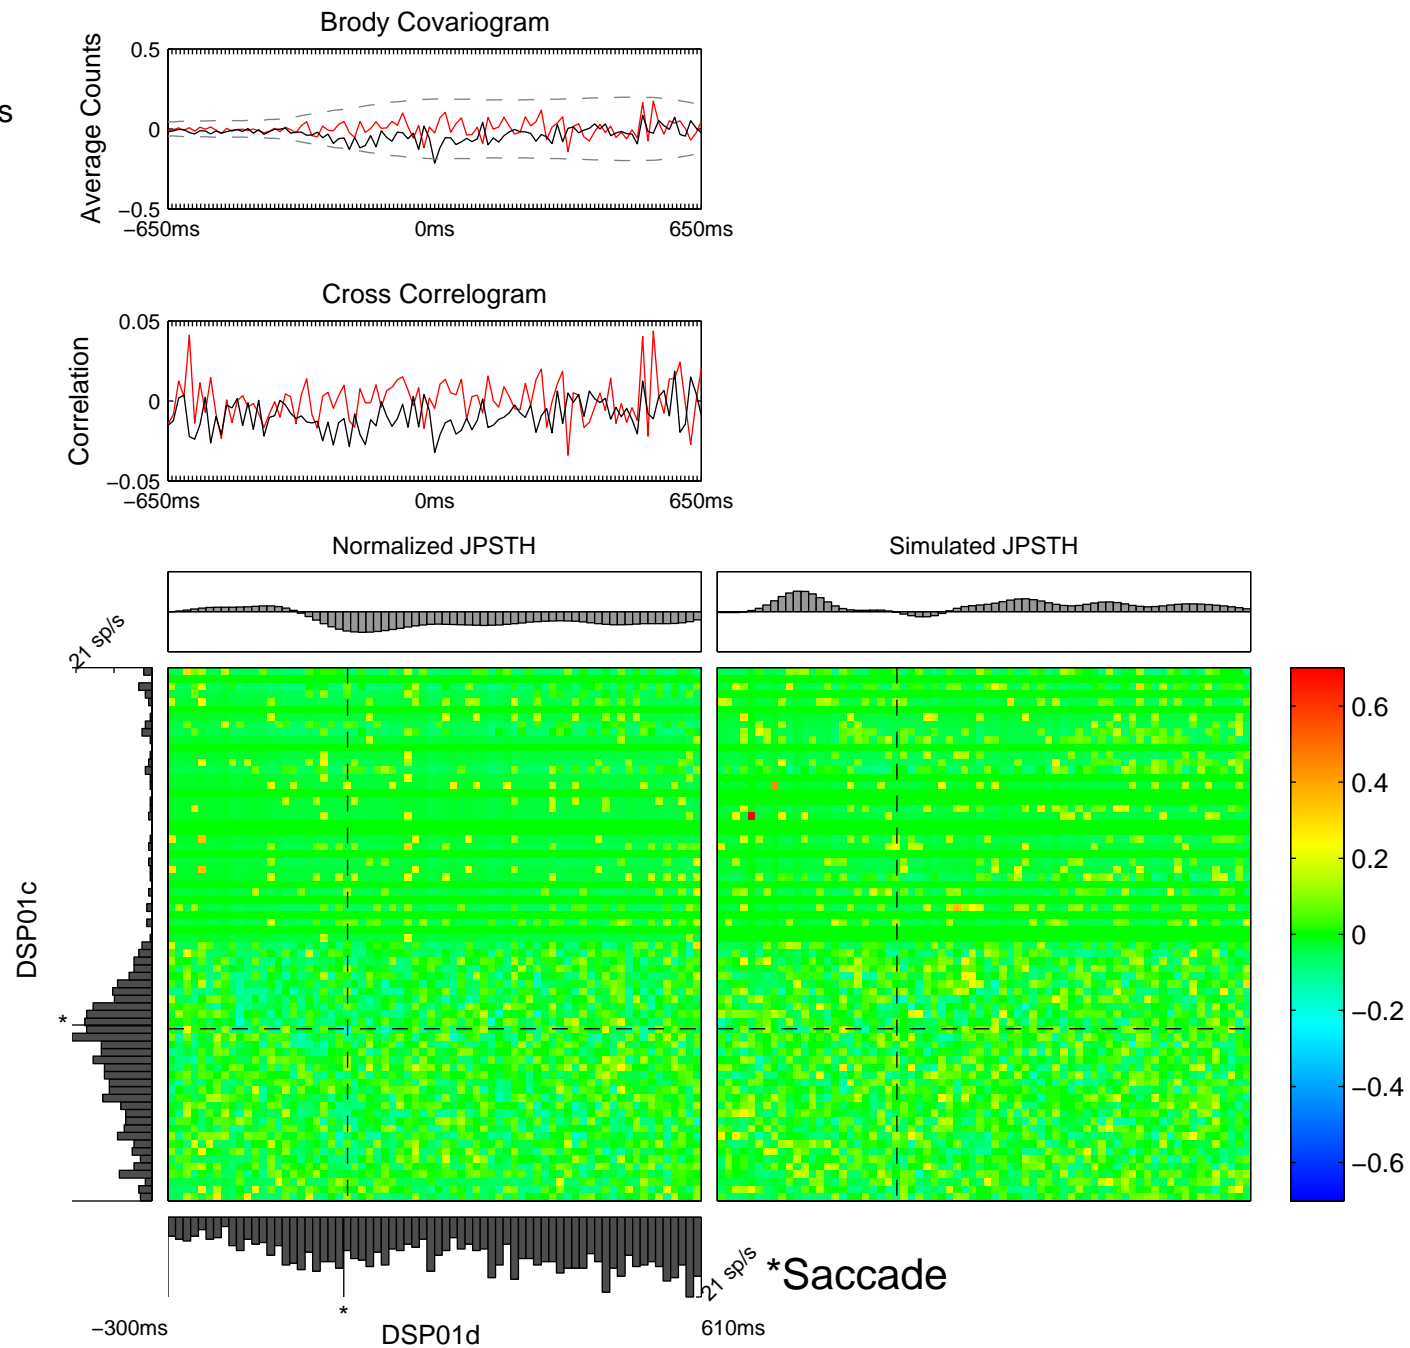 Brody Covariogram
s
Average Counts
0.5
0
−0.5
−650ms
0ms
650ms
Cross Correlogram
Correlation
0.05
0
−0.05
−650ms
0ms
650ms
Normalized JPSTH
Simulated JPSTH
21 sp/s
DSP01c
*
0.6
0.4
0.2
0
−0.2
−0.4
−0.6
21 sp/s
*Saccade
*
−300ms
DSP01d
610ms